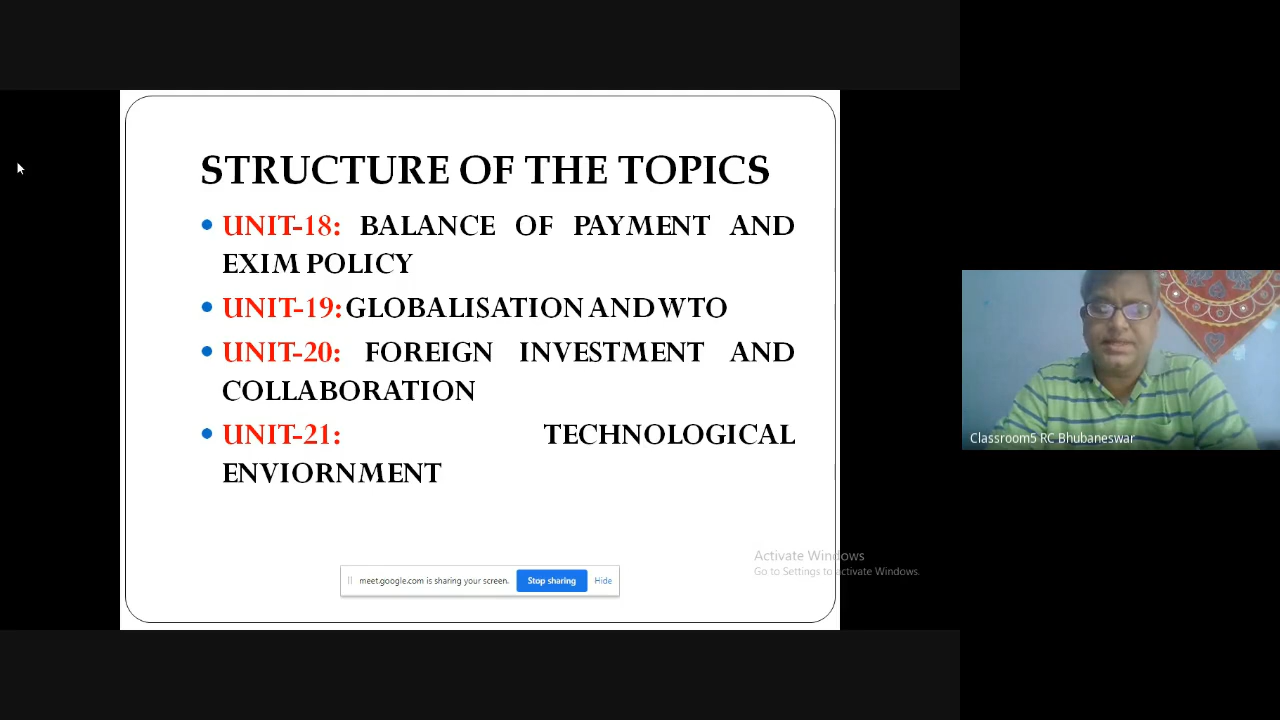 STRUCTURE OF THE TOPICS
UNIT-18: BALANCE OF PAYMENT AND
EXIM POLICY
UNIT-19: GLOBALISATION AND WTO
UNIT-20: FOREIGN INVESTMENT AND
COLLABORATION
UNIT-21: TECHNOLOGICAL
ENVIORNMENT
Classroom5 RC Bhubaneswar
Activate Windows
Go to Settings to activate Windows.
meet.google.com is sharing your screen. Stop sharing Hide